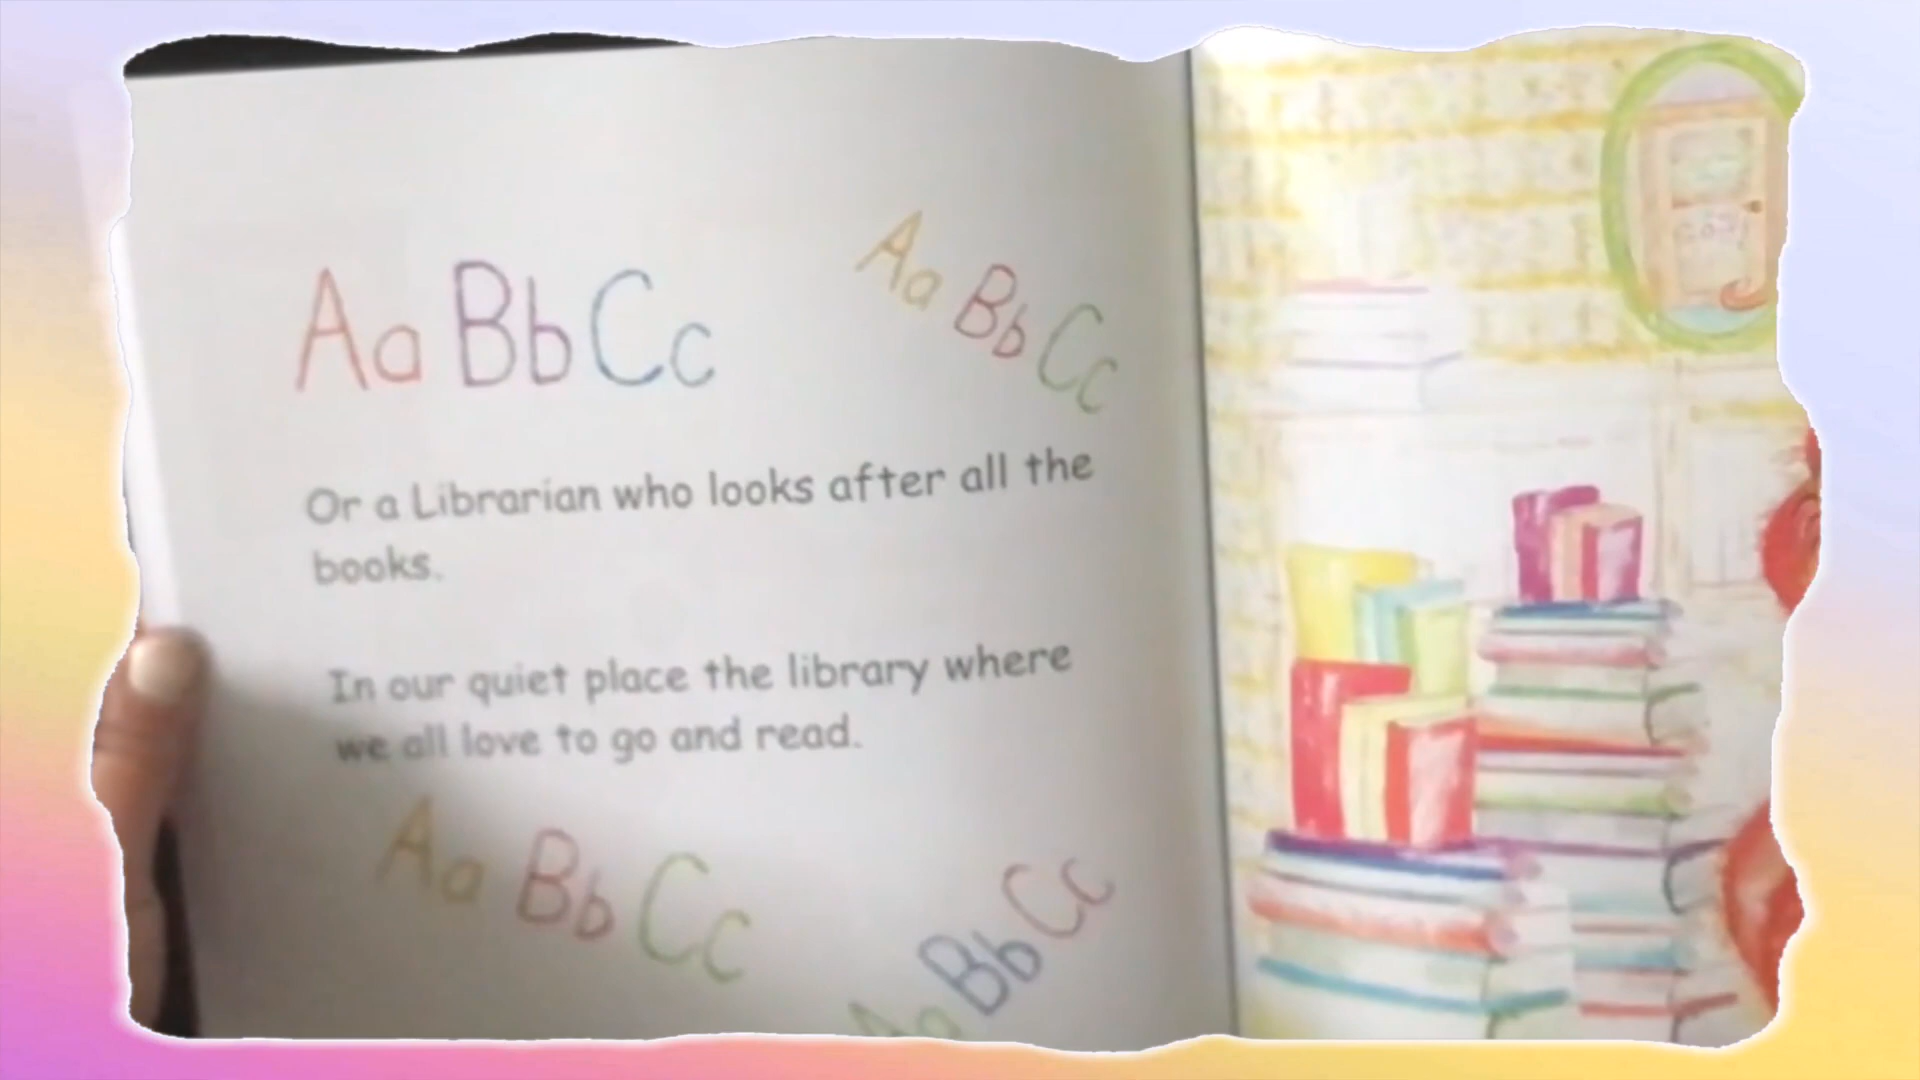 Aa Bb Cc
Aa Bb Cc
Or a Librarian who looks after all the
books.
In our quiet place the library where
we all love to go and read.
Aa Bb Cc
Aa Bb Cc